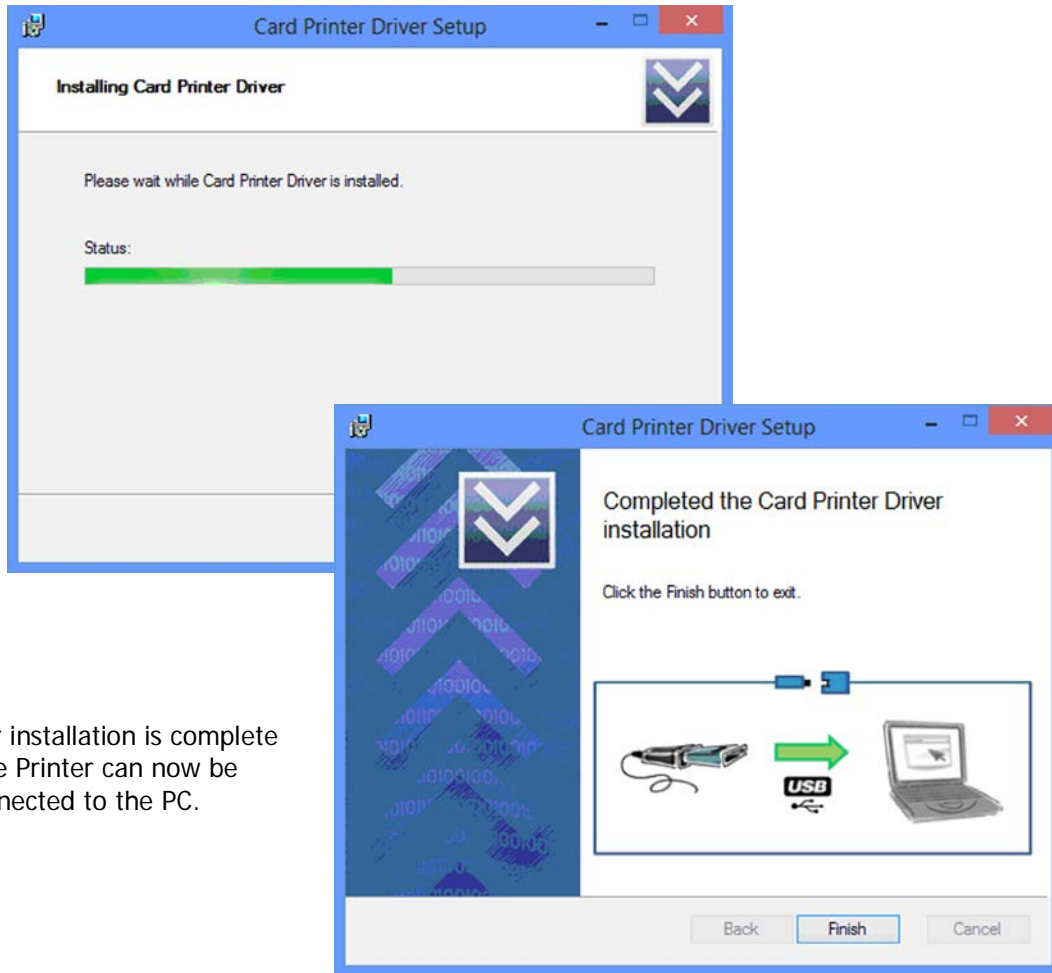 Card Printer Driver Setup
Installing Card Printer Driver
Please wait while Card Printer Driver is installed.
Status:
Card Printer Driver Setup
Completed the Card Printer Driver
installation
Click the Finish button to exit.
USB
installation is complete
Printer can now be
to the PC.
Back Finish Cancel